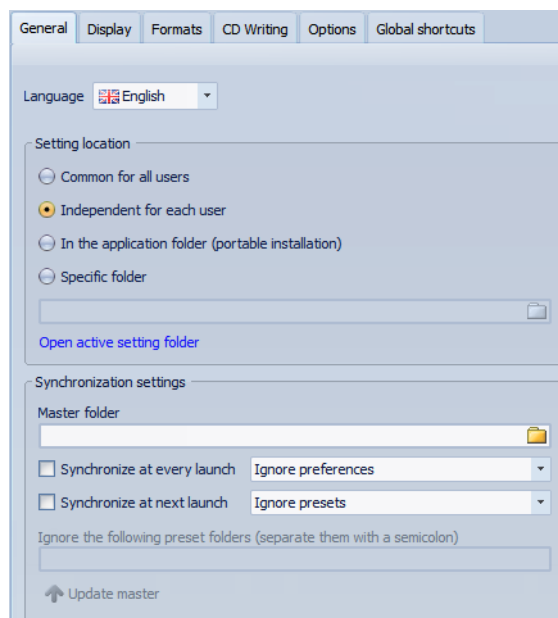 General Display Formats CD Writing Options Global shortcuts
Language English
Setting location
Common for all users
Independent for each user
In the application folder (portable installation)
Specific folder
Open active setting folder
Synchronization settings
Master folder
Synchronize at every launch Ignore preferences
Synchronize at next launch Ignore presets
Ignore the following preset folders (separate them with a semicolon)
Update master